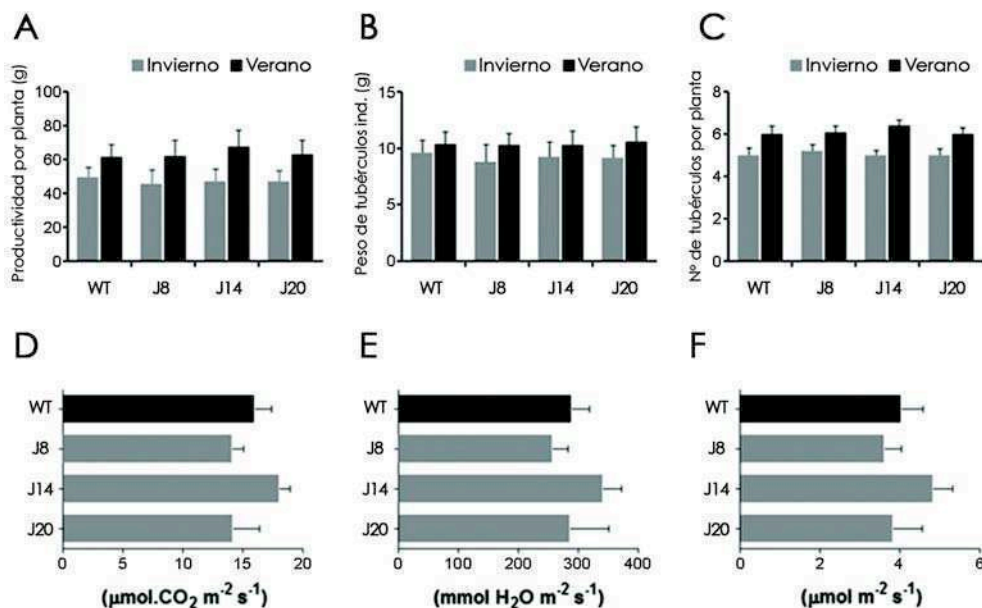 A
Invierno Verano
Productividad por planta (g)
100
80
60
40
20
0
WT J8 J14 J20
B
Invierno Verano
Peso de tubérculos ind. (g)
15
10
5
0
WT J8 J14 J20
C
Invierno Verano
Nº de tubérculos por planta
8
6
4
2
0
WT J8 J14 J20
D
WT
J8
J14
J20
0 5 10 15 20
(µmol.CO₂ m⁻² s⁻¹)
E
WT
J8
J14
J20
0 100 200 300 400
(mmol H₂O m⁻² s⁻¹)
F
WT
J8
J14
J20
0 2 4 6
(µmol m⁻² s⁻¹)